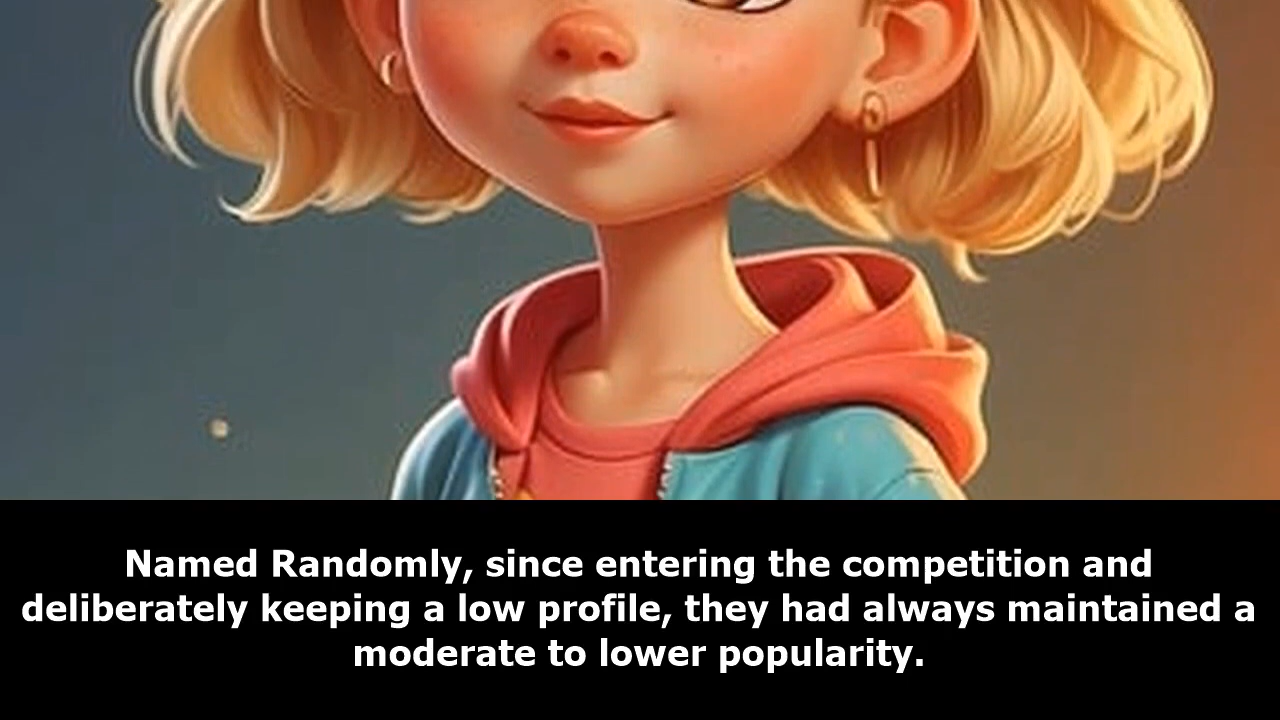 Named Randomly, since entering the competition and
deliberately keeping a low profile, they had always maintained a
moderate to lower popularity.